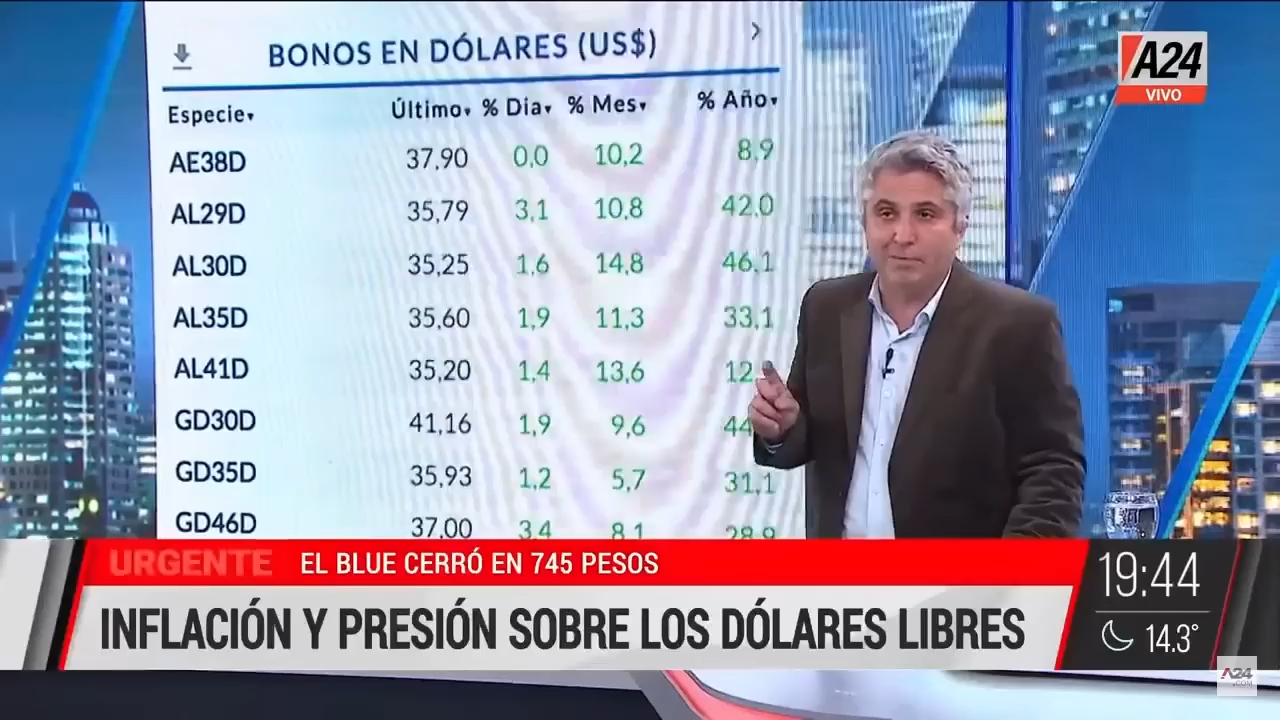 BONOS EN DÓLARES (US$)
Especie Último % Dia % Mes % Año
AE38D 37,90 0,0 10,2 8,9
AL29D 35,79 3,1 10,8 42,0
AL30D 35,25 1,6 14,8 46,1
AL35D 35,60 1,9 11,3 33,1
AL41D 35,20 1,4 13,6 12,
GD30D 41,16 1,9 9,6 44
GD35D 35,93 1,2 5,7 31,1
GD46D 37,00 3,4 8,1 28,9
A24
VIVO
URGENTE EL BLUE CERRÓ EN 745 PESOS
INFLACIÓN Y PRESIÓN SOBRE LOS DÓLARES LIBRES
19:44
14.3°
A24
.COM